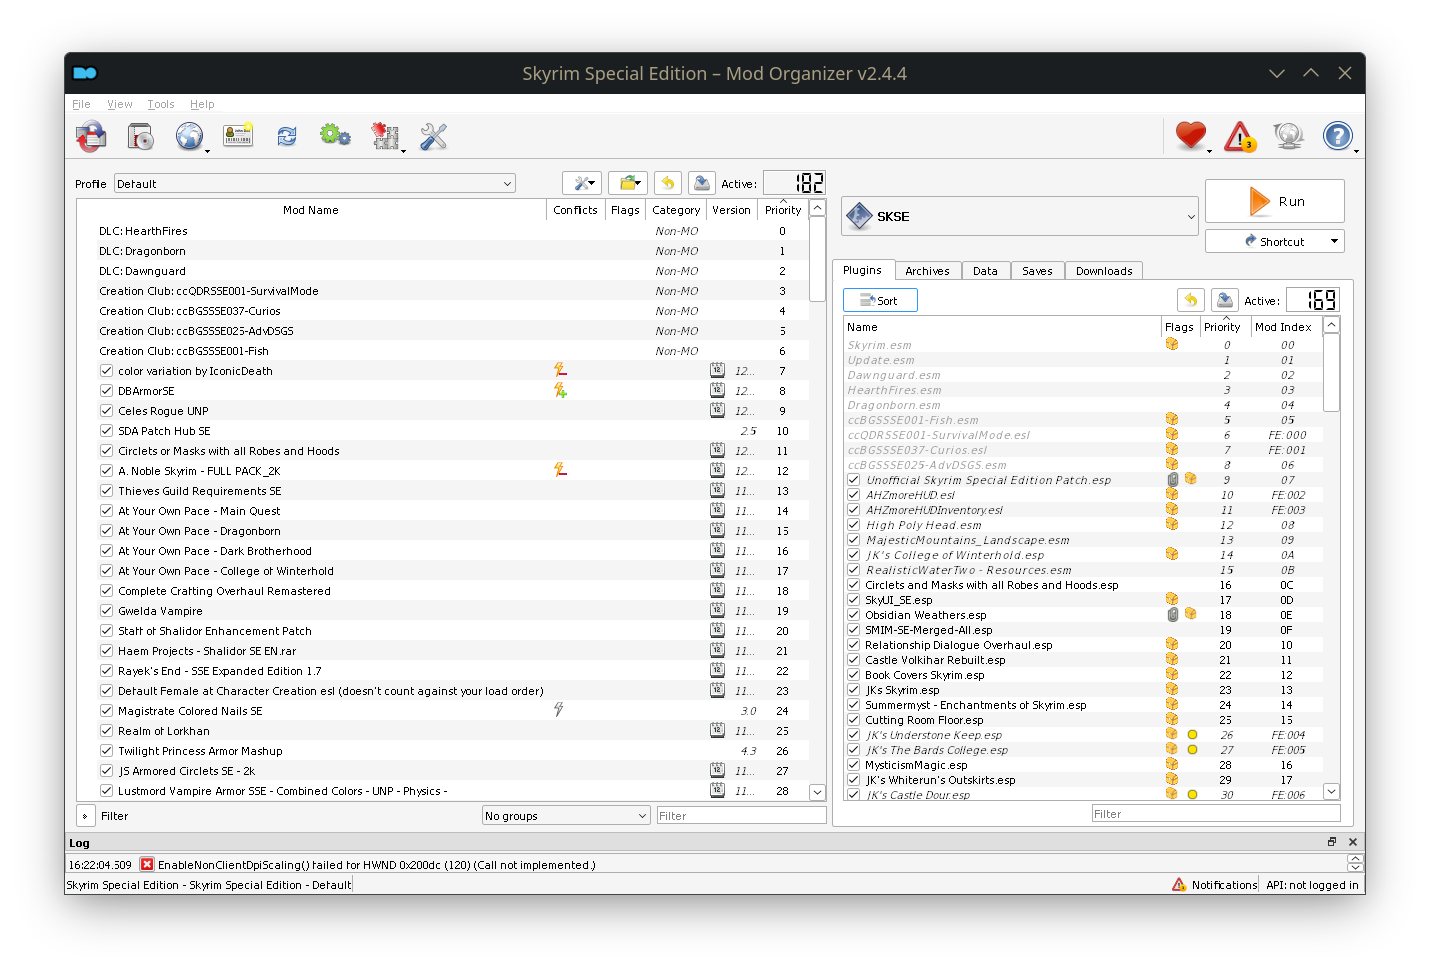 Skyrim Special Edition – Mod Organizer v2.4.4
File View Tools Help
3
Profile Default Active: 182
Mod Name Conflicts Flags Category Version Priority
DLC: HearthFires Non-MO 0
DLC: Dragonborn Non-MO 1
DLC: Dawnguard Non-MO 2
Creation Club: ccQDRSSE001-SurvivalMode Non-MO 3
Creation Club: ccBGSSSE037-Curios Non-MO 4
Creation Club: ccBGSSSE025-AdvDSGS Non-MO 5
Creation Club: ccBGSSSE001-Fish Non-MO 6
color variation by IconicDeath 12... 7
DBArmorSE 12... 8
Celes Rogue UNP 12... 9
SDA Patch Hub SE 2.5 10
Circlets or Masks with all Robes and Hoods 12... 11
A. Noble Skyrim - FULL PACK_2K 12... 12
Thieves Guild Requirements SE 11... 13
At Your Own Pace - Main Quest 11... 14
At Your Own Pace - Dragonborn 11... 15
At Your Own Pace - Dark Brotherhood 11... 16
At Your Own Pace - College of Winterhold 11... 17
Complete Crafting Overhaul Remastered 11... 18
Gwelda Vampire 11... 19
Staff of Shalidor Enhancement Patch 11... 20
Haem Projects - Shalidor SE EN.rar 11... 21
Rayek's End - SSE Expanded Edition 1.7 11... 22
Default Female at Character Creation esl (doesn't count against your load order) 11... 23
Magistrate Colored Nails SE 3.0 24
Realm of Lorkhan 11... 25
Twilight Princess Armor Mashup 4.3 26
JS Armored Circlets SE - 2k 11... 27
Lustmord Vampire Armor SSE - Combined Colors - UNP - Physics - 11... 28
» Filter No groups Filter
SKSE Run
Shortcut
Plugins Archives Data Saves Downloads
Sort Active: 169
Name Flags Priority Mod Index
Skyrim.esm 0 00
Update.esm 1 01
Dawnguard.esm 2 02
HearthFires.esm 3 03
Dragonborn.esm 4 04
ccBGSSSE001-Fish.esm 5 05
ccQDRSSE001-SurvivalMode.esl 6 FE:000
ccBGSSSE037-Curios.esl 7 FE:001
ccBGSSSE025-AdvDSGS.esm 8 06
Unofficial Skyrim Special Edition Patch.esp 9 07
AHZmoreHUD.esl 10 FE:002
AHZmoreHUDInventory.esl 11 FE:003
High Poly Head.esm 12 08
MajesticMountains_Landscape.esm 13 09
JK's College of Winterhold.esp 14 0A
RealisticWaterTwo - Resources.esm 15 0B
Circlets and Masks with all Robes and Hoods.esp 16 0C
SkyUI_SE.esp 17 0D
Obsidian Weathers.esp 18 0E
SMIM-SE-Merged-All.esp 19 0F
Relationship Dialogue Overhaul.esp 20 10
Castle Volkihar Rebuilt.esp 21 11
Book Covers Skyrim.esp 22 12
JKs Skyrim.esp 23 13
Summermyst - Enchantments of Skyrim.esp 24 14
Cutting Room Floor.esp 25 15
JK's Understone Keep.esp 26 FE:004
JK's The Bards College.esp 27 FE:005
MysticismMagic.esp 28 16
JK's Whiterun's Outskirts.esp 29 17
JK's Castle Dour.esp 30 FE:006
Filter
Log
16:22:04.509 EnableNonClientDpiScaling() failed for HWND 0x200dc (120) (Call not implemented.)
Skyrim Special Edition - Skyrim Special Edition - Default Notifications API: not logged in